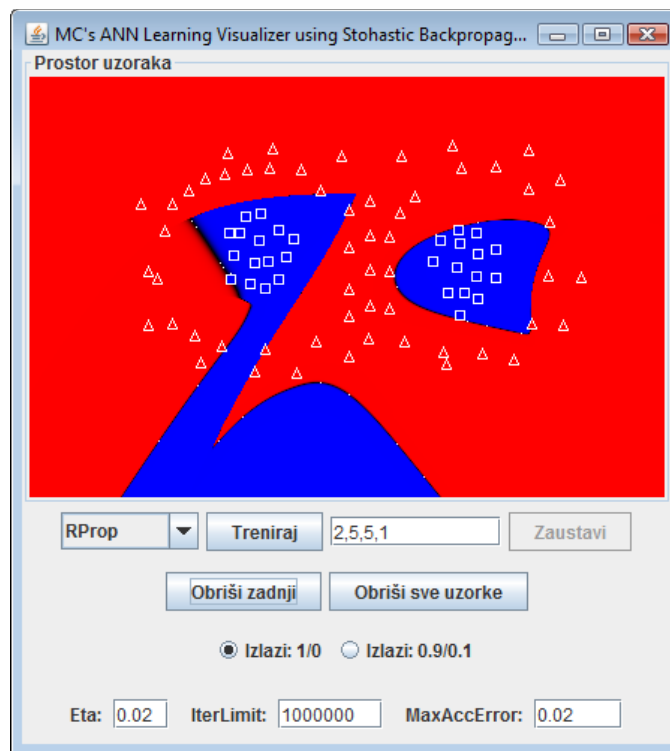 MC's ANN Learning Visualizer using Stohastic Backpropag...
Prostor uzoraka
RProp Treniraj 2,5,5,1 Zaustavi
Obriši zadnji Obriši sve uzorke
Izlazi: 1/0 Izlazi: 0.9/0.1
Eta: 0.02 IterLimit: 1000000 MaxAccError: 0.02